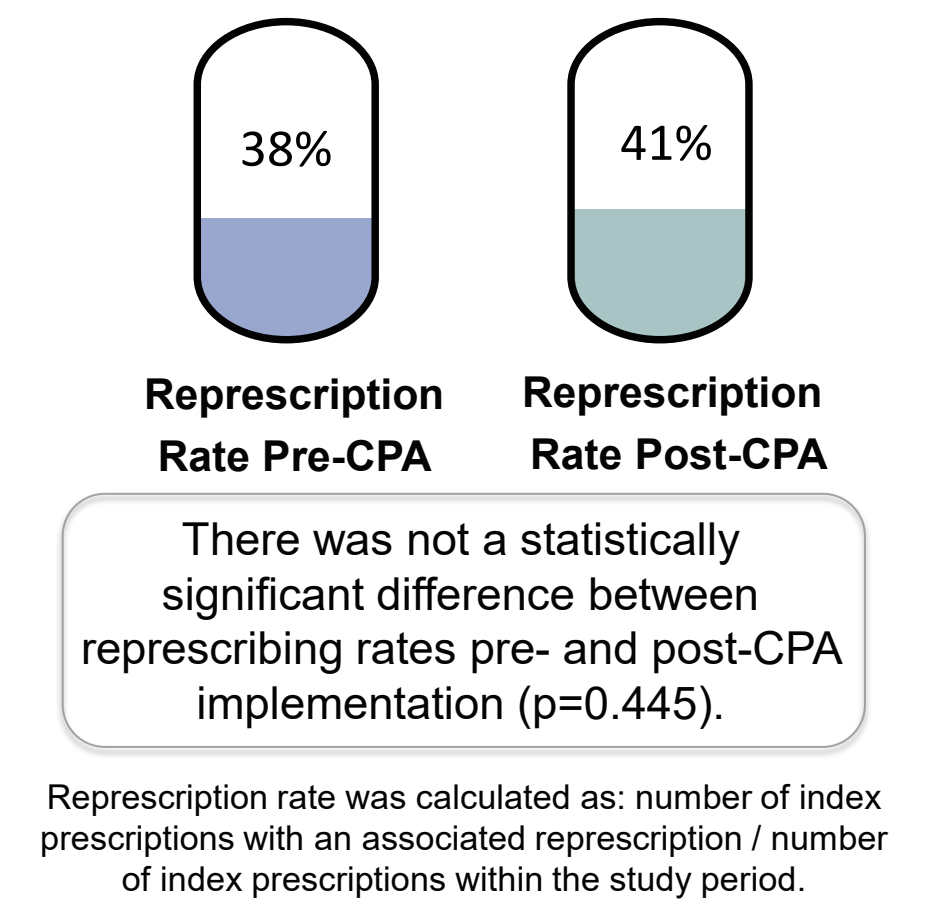 38%
41%
Represcription
Rate Pre-CPA
Represcription
Rate Post-CPA
There was not a statistically
significant difference between
represcribing rates pre- and post-CPA
implementation (p=0.445).
Represcription rate was calculated as: number of index
prescriptions with an associated represcription / number
of index prescriptions within the study period.